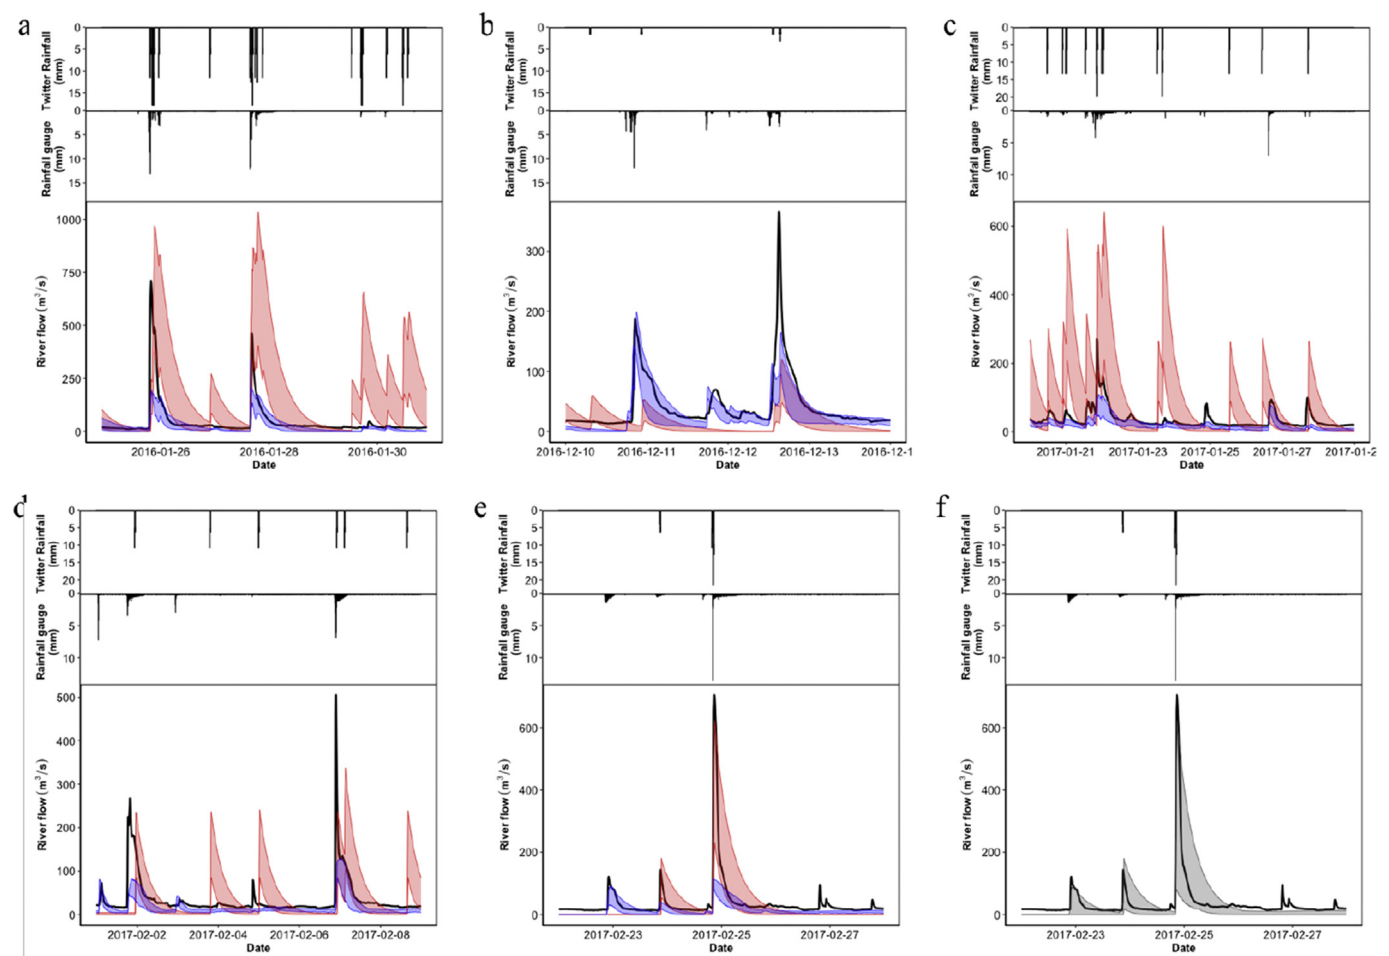 a
0
5
10
15
Twitter Rainfall
(mm)
0
5
10
15
Rainfall gauge
(mm)
1000
750
500
250
0
River flow (m³/s)
2016-01-26 2016-01-28 2016-01-30
Date
b
0
5
10
15
Twitter Rainfall
(mm)
0
5
10
15
Rainfall gauge
(mm)
300
200
100
0
River flow (m³/s)
2016-12-10 2016-12-11 2016-12-12 2016-12-13 2016-12-1
Date
c
0
5
10
15
20
Twitter Rainfall
(mm)
0
5
10
Rainfall gauge
(mm)
600
400
200
0
River flow (m³/s)
2017-01-21 2017-01-23 2017-01-25 2017-01-27 2017-01-2
Date
d
0
5
10
15
20
Twitter Rainfall
(mm)
0
5
10
Rainfall gauge
(mm)
500
400
300
200
100
0
River flow (m³/s)
2017-02-02 2017-02-04 2017-02-06 2017-02-08
Date
e
0
5
10
15
20
Twitter Rainfall
(mm)
0
5
10
Rainfall gauge
(mm)
600
400
200
0
River flow (m³/s)
2017-02-23 2017-02-25 2017-02-27
Date
f
0
5
10
15
20
Twitter Rainfall
(mm)
0
5
10
Rainfall gauge
(mm)
600
400
200
0
River flow (m³/s)
2017-02-23 2017-02-25 2017-02-27
Date